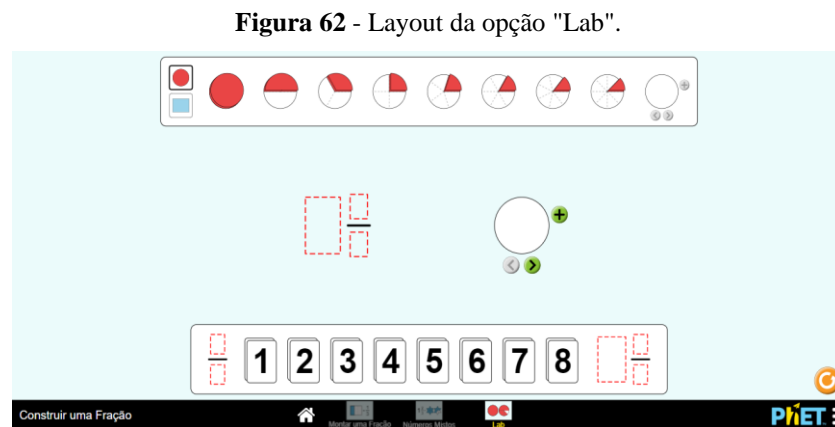 Figura 62 - Layout da opção "Lab".
1 2 3 4 5 6 7 8
Construir uma Fração
Montar uma Fração
Números Mistos
Lab
PhET